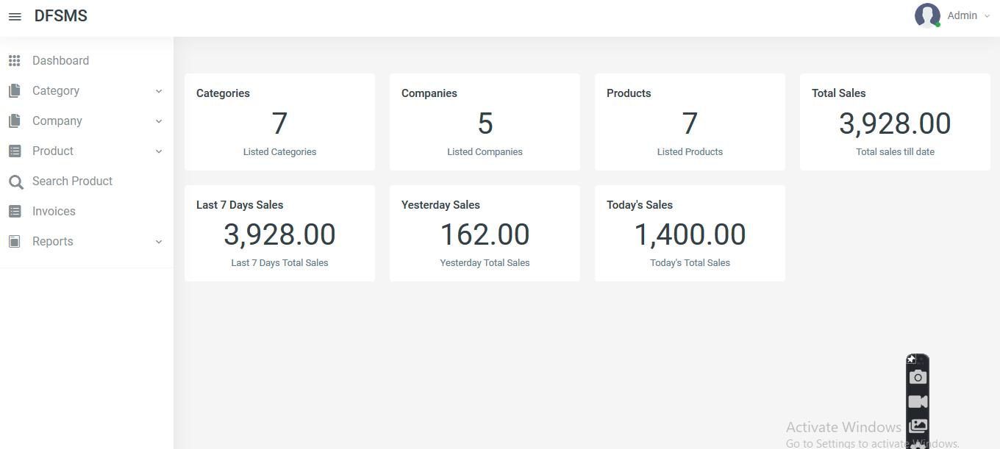 DFSMS
Admin
Dashboard
Category
Company
Product
Search Product
Invoices
Reports
Categories
7
Listed Categories
Companies
5
Listed Companies
Products
7
Listed Products
Total Sales
3,928.00
Total sales till date
Last 7 Days Sales
3,928.00
Last 7 Days Total Sales
Yesterday Sales
162.00
Yesterday Total Sales
Today's Sales
1,400.00
Today's Total Sales
Activate Windows
Go to Settings to activate Windows.